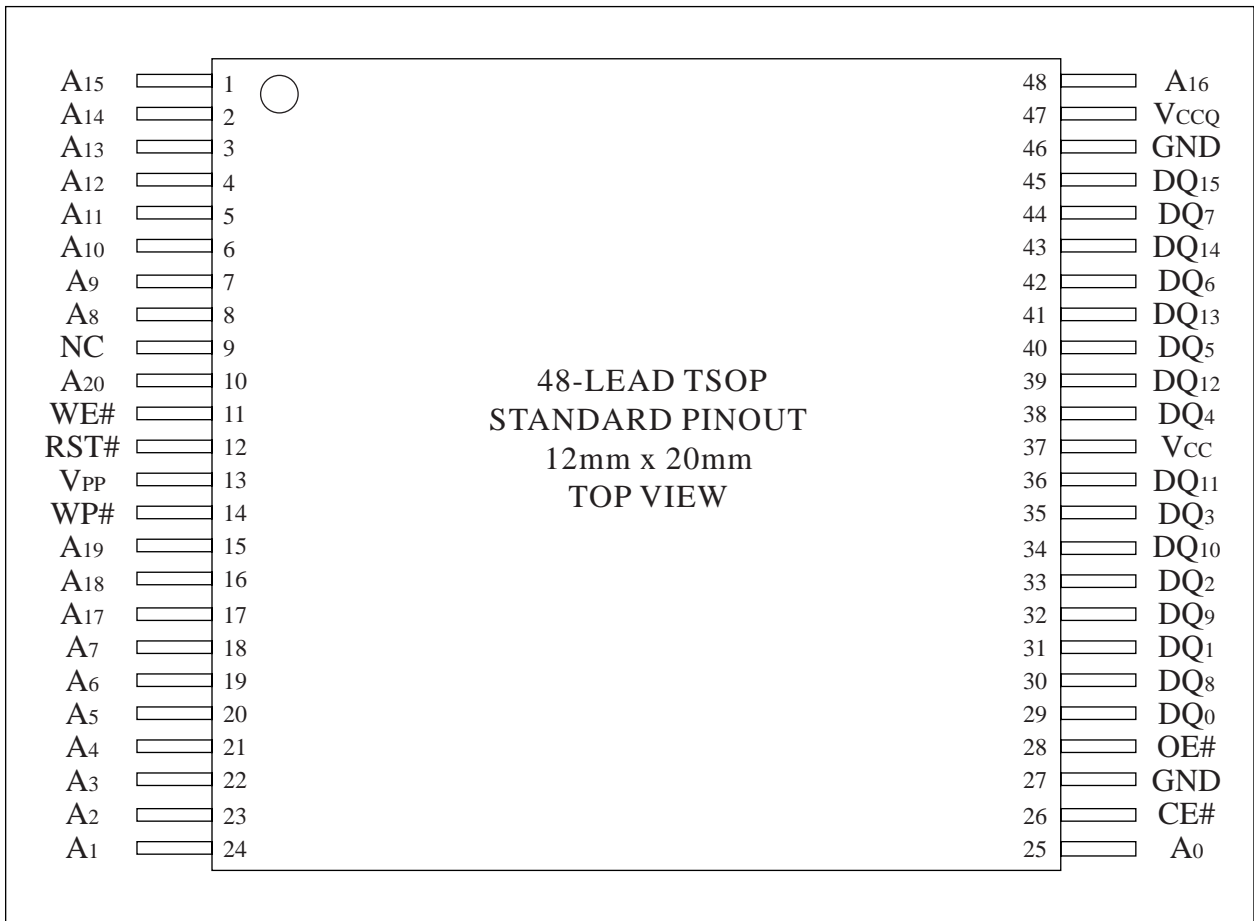 A15 1 48 A16
A14 2 47 VCCQ
A13 3 46 GND
A12 4 45 DQ15
A11 5 44 DQ7
A10 6 43 DQ14
A9 7 42 DQ6
A8 8 41 DQ13
NC 9 40 DQ5
A20 10 39 DQ12
WE# 11 38 DQ4
RST# 12 37 VCC
VPP 13 36 DQ11
WP# 14 35 DQ3
A19 15 34 DQ10
A18 16 33 DQ2
A17 17 32 DQ9
A7 18 31 DQ1
A6 19 30 DQ8
A5 20 29 DQ0
A4 21 28 OE#
A3 22 27 GND
A2 23 26 CE#
A1 24 25 A0
48-LEAD TSOP
STANDARD PINOUT
12mm x 20mm
TOP VIEW